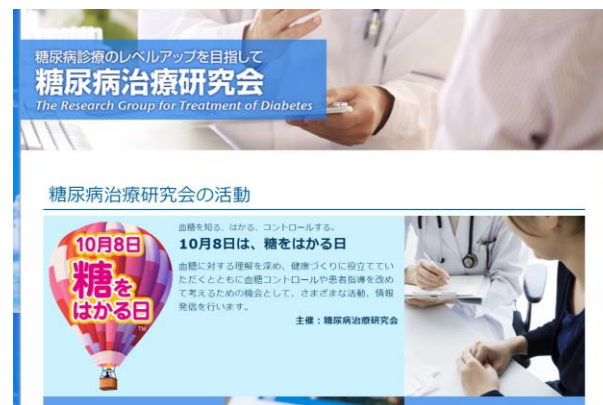 糖尿病診療のレベルアップを目指して
糖尿病治療研究会
The Research Group for Treatment of Diabetes
糖尿病治療研究会の活動
10月8日
糖を
はかる日
TM
血糖を知る、はかる、コントロールする。
10月8日は、糖をはかる日
血糖に対する理解を深め、健康づくりに役立ててい
ただくとともに血糖コントロールや患者指導を改め
て考えるための機会として、さまざまな活動、情報
発信を行います。
主催：糖尿病治療研究会